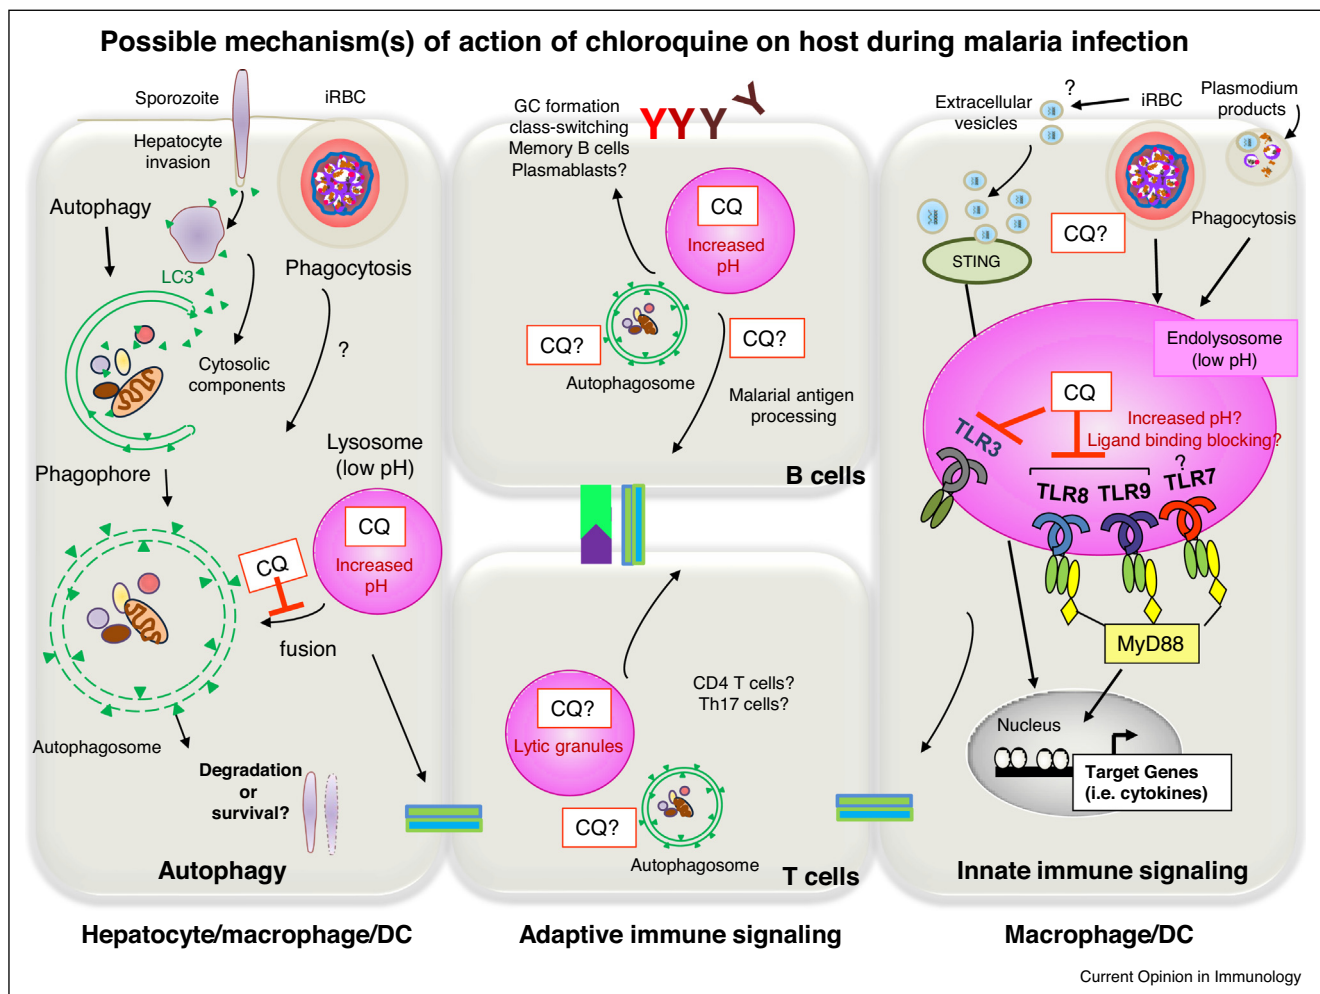 Possible mechanism(s) of action of chloroquine on host during malaria infection
Sporozoite
iRBC
Hepatocyte
invasion
Autophagy
LC3
Phagocytosis
?
Cytosolic
components
Phagophore
Lysosome
(low pH)
CQ
Increased
pH
CQ
fusion
Autophagosome
Degradation
or
survival?
Autophagy
Hepatocyte/macrophage/DC
GC formation
class-switching
Memory B cells
Plasmablasts?
CQ
Increased
pH
CQ?
CQ?
Autophagosome
Malarial antigen
processing
B cells
CQ?
Lytic granules
CD4 T cells?
Th17 cells?
CQ?
Autophagosome
T cells
Adaptive immune signaling
Extracellular
vesicles
?
iRBC
Plasmodium
products
CQ?
Phagocytosis
STING
Endolysosome
(low pH)
CQ
Increased pH?
Ligand binding blocking?
TLR3
?
TLR8
TLR9
TLR7
MyD88
Nucleus
Target Genes
(i.e. cytokines)
Innate immune signaling
Macrophage/DC
Current Opinion in Immunology